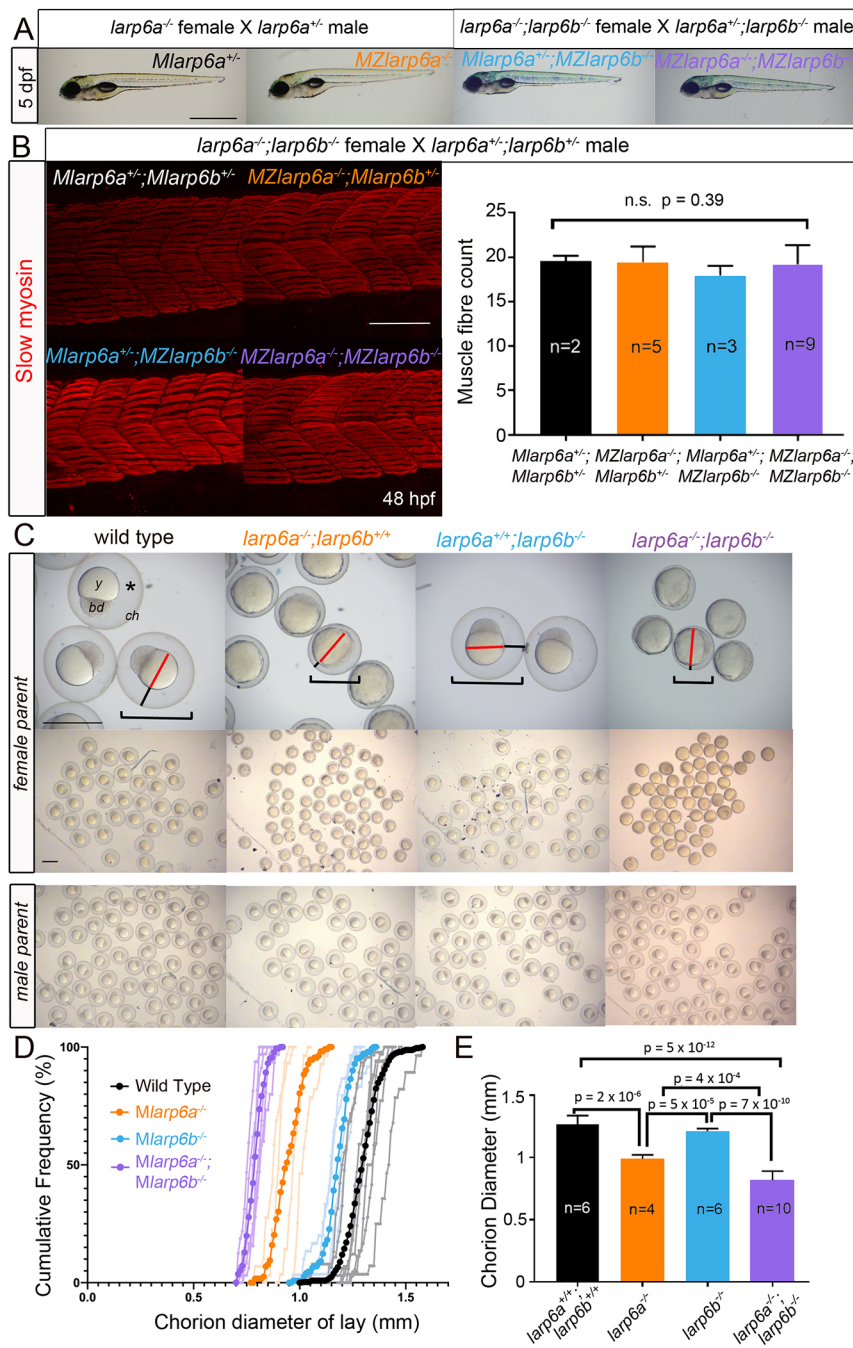 A
larp6a-/- female X larp6a+/- male
larp6a-/-;larp6b-/- female X larp6a+/-;larp6b-/- male
5 dpf
Mlarp6a+/-
MZlarp6a-/-
Mlarp6a+/-;MZlarp6b-/-
MZlarp6a-/-;MZlarp6b-/-
B
larp6a-/-;larp6b-/- female X larp6a+/-;larp6b+/- male
Slow myosin
Mlarp6a+/-;Mlarp6b+/-
MZlarp6a-/-;Mlarp6b+/-
Mlarp6a+/-;MZlarp6b-/-
MZlarp6a-/-;MZlarp6b-/-
48 hpf
n.s. p = 0.39
Muscle fibre count
25
20
15
10
5
0
n=2
n=5
n=3
n=9
Mlarp6a+/-; MZlarp6a-/-; Mlarp6a+/-; MZlarp6a-/-;
Mlarp6b+/- Mlarp6b+/- MZlarp6b-/- MZlarp6b-/-
C
wild type
larp6a-/-;larp6b+/+
larp6a+/+;larp6b-/-
larp6a-/-;larp6b-/-
female parent
y
*
bd
ch
male parent
D
Cumulative Frequency (%)
100
50
0
Wild Type
Mlarp6a-/-
Mlarp6b-/-
Mlarp6a-/-;
Mlarp6b-/-
0.0
0.5
1.0
1.5
Chorion diameter of lay (mm)
E
p = 5 x 10-12
p = 4 x 10-4
p = 2 x 10-6
p = 5 x 10-5
p = 7 x 10-10
Chorion Diameter (mm)
1.5
1
0.5
0
n=6
n=4
n=6
n=10
larp6a+/+;
larp6b+/+
larp6a-/-
larp6b-/-
larp6a-/-;
larp6b-/-